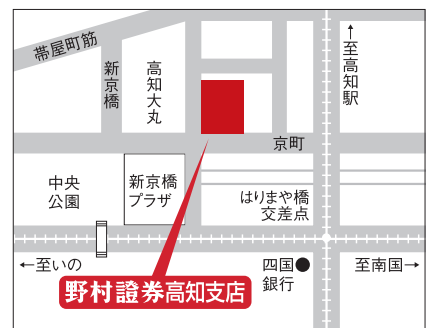 帯屋町筋
新京橋
高知大丸
↑至高知駅
京町
中央
公園
新京橋
プラザ
はりまや橋
交差点
←至いの
四国●
銀行
至南国→
野村證券高知支店